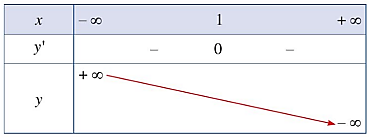 x − ∞ 1 + ∞
y' − 0 −
+ ∞
y
− ∞